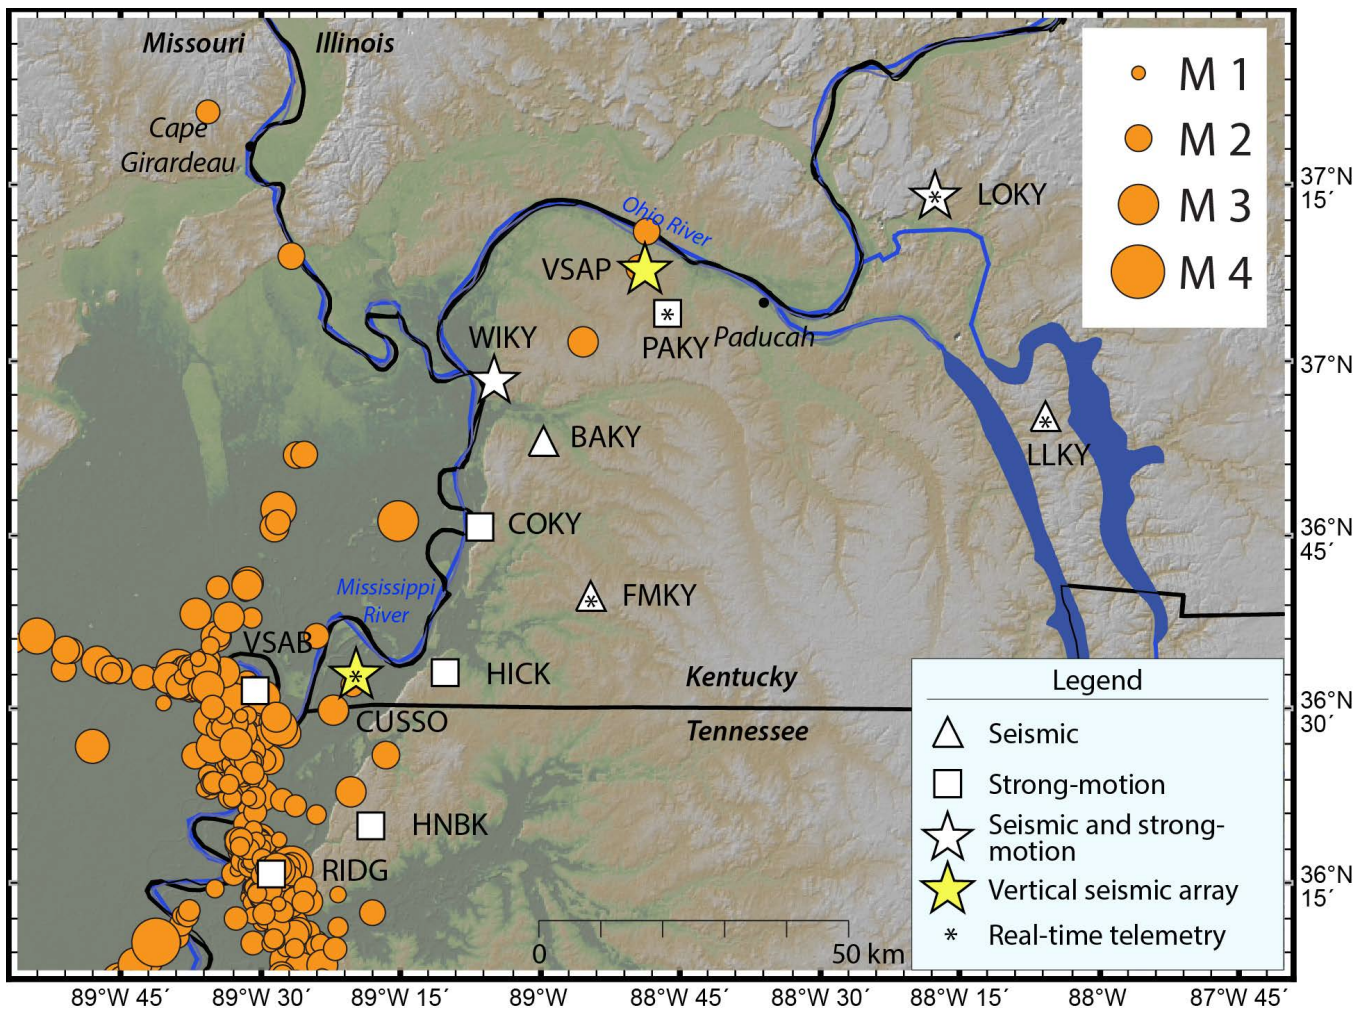 Missouri
Illinois
M 1
M 2
M 3
M 4
Cape
Girardeau
37°N
15´
LOKY
Ohio River
VSAP
WIKY
PAKY
Paducah
37°N
BAKY
LLKY
COKY
36°N
45´
Mississippi
River
FMKY
VSAB
HICK
Kentucky
CUSSO
Tennessee
36°N
30´
Legend
Seismic
Strong-motion
Seismic and strong-
motion
Vertical seismic array
* Real-time telemetry
HNBK
RIDG
36°N
15´
0 50 km
89°W 45´ 89°W 30´ 89°W 15´ 89°W 88°W 45´ 88°W 30´ 88°W 15´ 88°W 87°W 45´